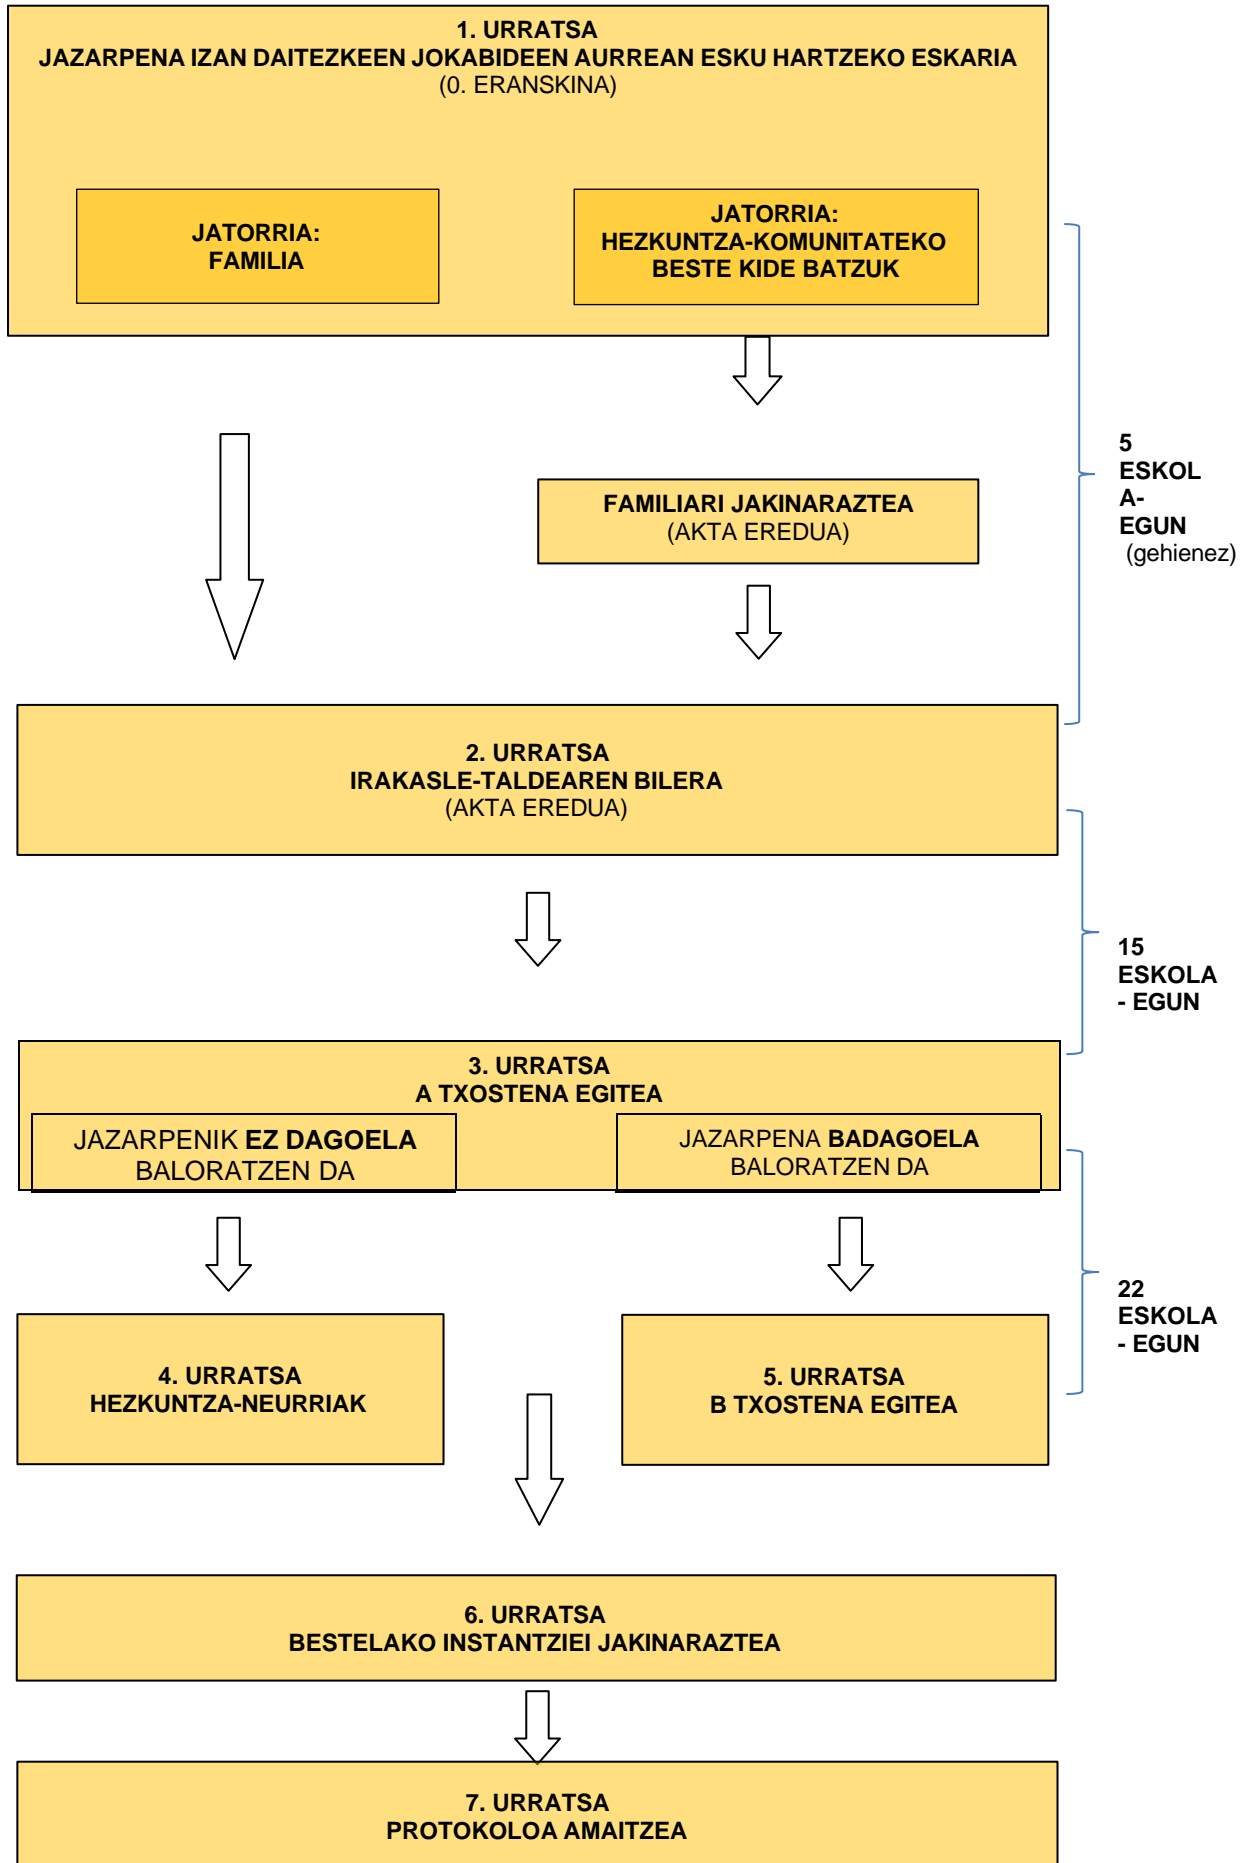 1. URRATSA
JAZARPENA IZAN DAITEZKEEN JOKABIDEEN AURREAN ESKU HARTZEKO ESKARIA
(0. ERANSKINA)
JATORRIA:
FAMILIA
JATORRIA:
HEZKUNTZA-KOMUNITATEKO
BESTE KIDE BATZUK
FAMILIARI JAKINARAZTEA
(AKTA EREDUA)
5
ESKOL
A-
EGUN
(gehienez)
2. URRATSA
IRAKASLE-TALDEAREN BILERA
(AKTA EREDUA)
15
ESKOLA
- EGUN
3. URRATSA
A TXOSTENA EGITEA
JAZARPENIK EZ DAGOELA
BALORATZEN DA
JAZARPENA BADAGOELA
BALORATZEN DA
22
ESKOLA
- EGUN
4. URRATSA
HEZKUNTZA-NEURRIAK
5. URRATSA
B TXOSTENA EGITEA
6. URRATSA
BESTELAKO INSTANTZIEI JAKINARAZTEA
7. URRATSA
PROTOKOLOA AMAITZEA